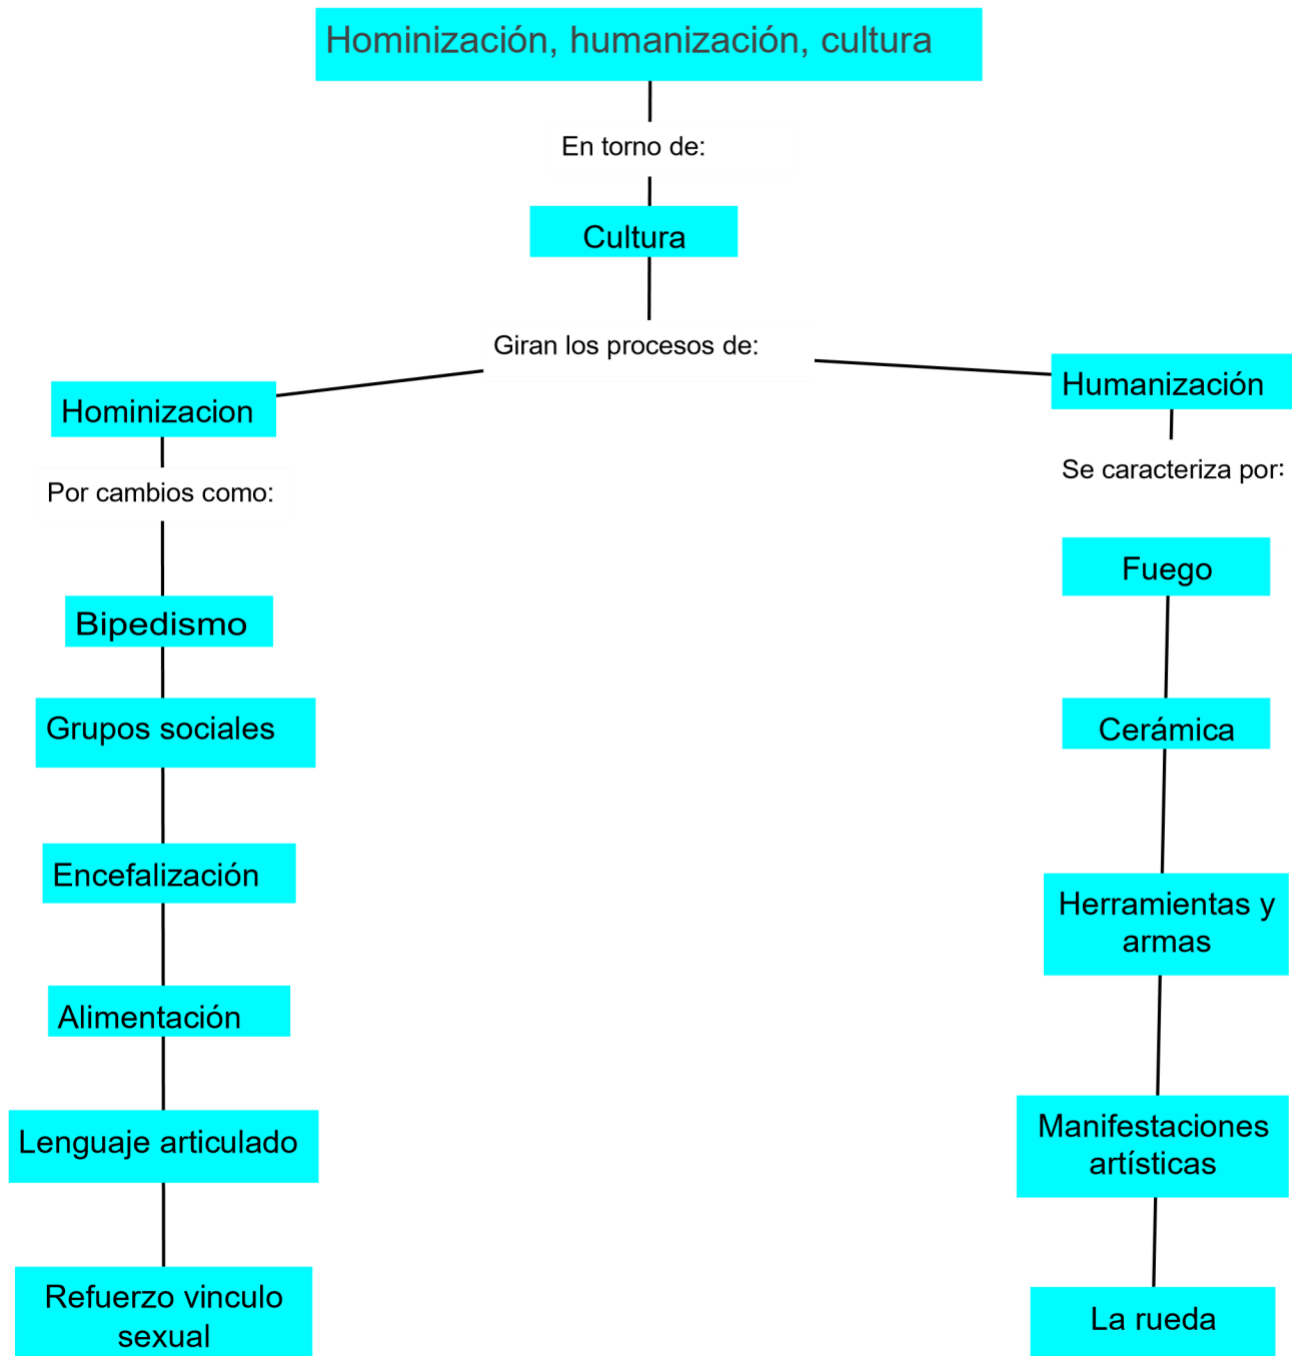 Hominización, humanización, cultura
En torno de:
Cultura
Giran los procesos de:
Hominizacion
Por cambios como:
Bipedismo
Grupos sociales
Encefalización
Alimentación
Lenguaje articulado
Refuerzo vinculo
sexual
Humanización
Se caracteriza por:
Fuego
Cerámica
Herramientas y
armas
Manifestaciones
artísticas
La rueda